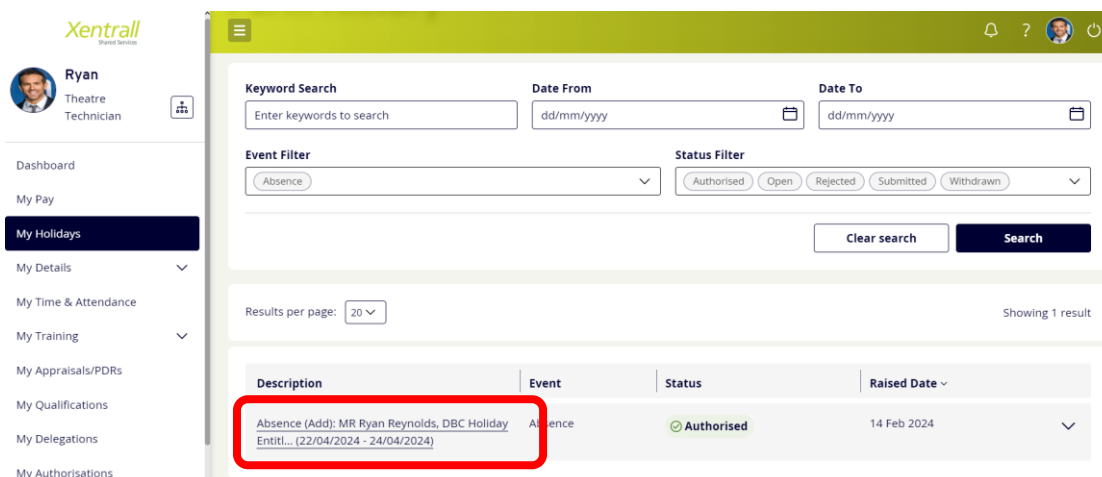 Xentrall
Shared Services
Ryan
Theatre
Technician
Dashboard
My Pay
My Holidays
My Details
My Time & Attendance
My Training
My Appraisals/PDRs
My Qualifications
My Delegations
My Authorisations
?
Keyword Search
Enter keywords to search
Date From
dd/mm/yyyy
Date To
dd/mm/yyyy
Event Filter
Absence
Status Filter
Authorised Open Rejected Submitted Withdrawn
Clear search
Search
Results per page: 20
Showing 1 result
Description Event Status Raised Date
Absence (Add): MR Ryan Reynolds, DBC Holiday
Entitl... (22/04/2024 - 24/04/2024)
Absence
Authorised
14 Feb 2024